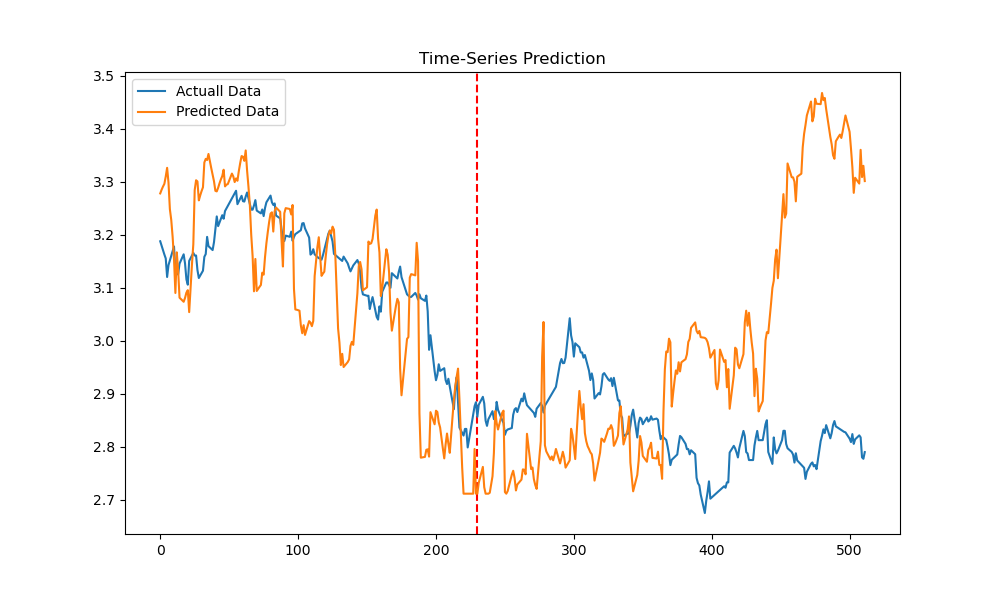 Time-Series Prediction
3.5
3.4
3.3
3.2
3.1
3.0
2.9
2.8
2.7
Actuall Data
Predicted Data
0 100 200 300 400 500